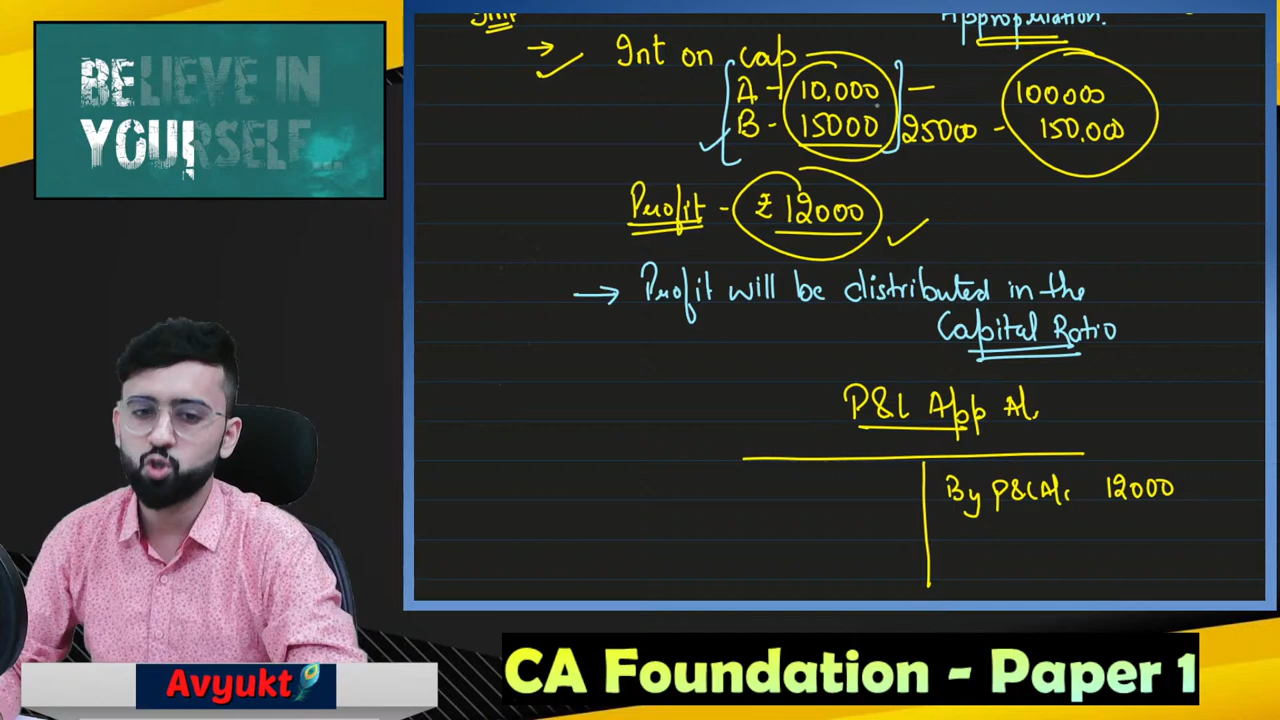 BELIEVE IN
YOURSELF...
Appropriation.
→ Int on cap
A - 10,000 - 100000
B - 15000 25000 - 150,000
Profit - ₹ 12000
→ Profit will be distributed in the
Capital Ratio
P&L App A/c
By P&L A/c 12000
Avyukt
CA Foundation - Paper 1